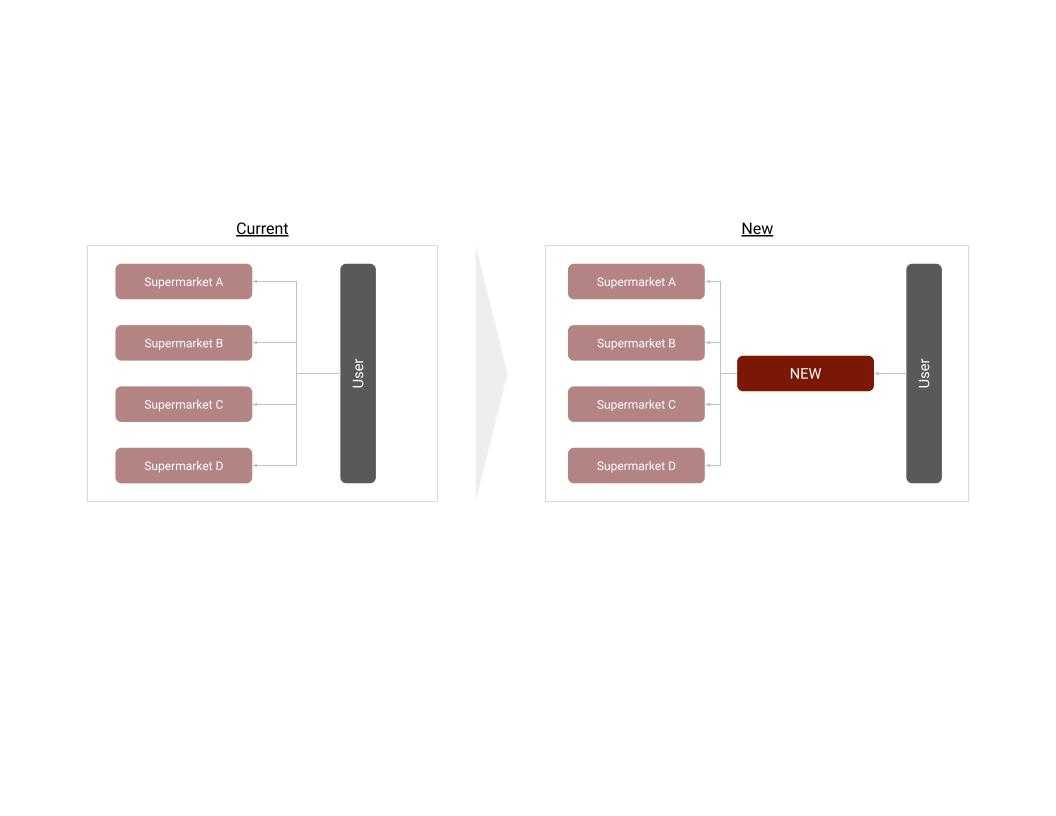 Current
Supermarket A
Supermarket B
Supermarket C
Supermarket D
User
New
Supermarket A
Supermarket B
Supermarket C
Supermarket D
NEW
User